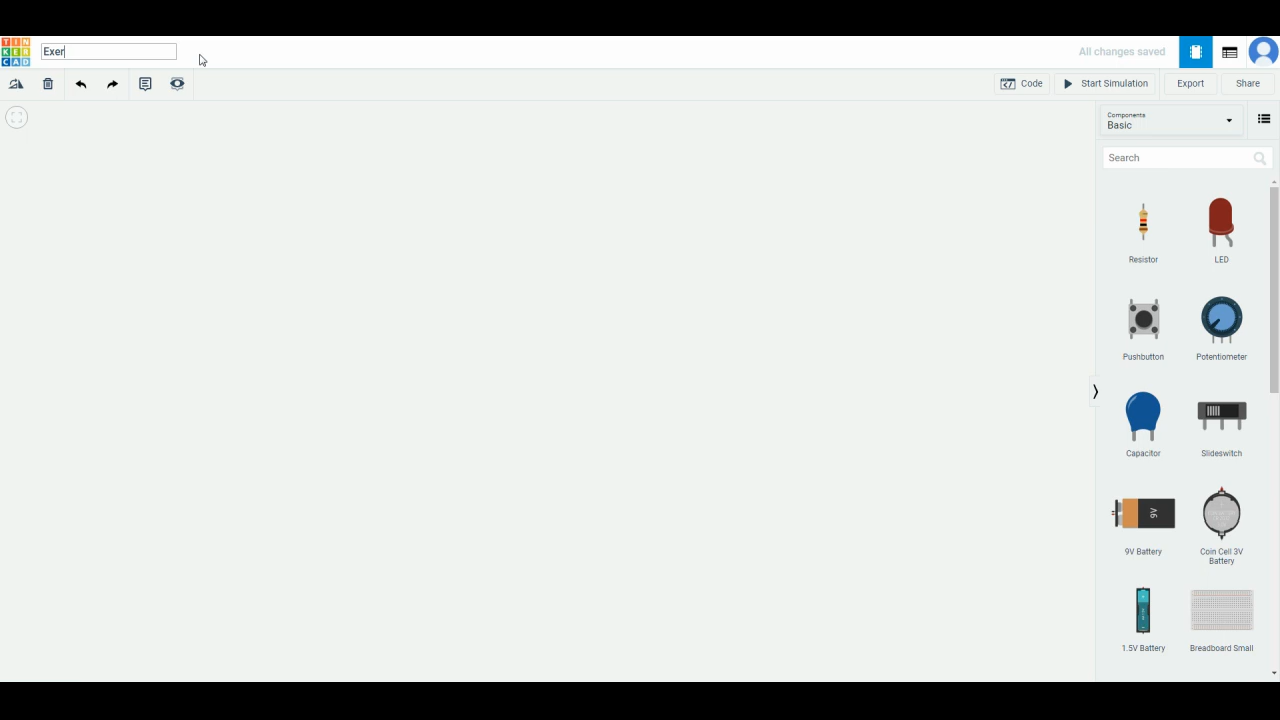 TIN
KER
CAD
Exer
All changes saved
Code
Start Simulation
Export
Share
Components
Basic
Search
Resistor
LED
Pushbutton
Potentiometer
Capacitor
Slideswitch
9V
9V Battery
Coin Cell 3V
Battery
1.5V Battery
Breadboard Small